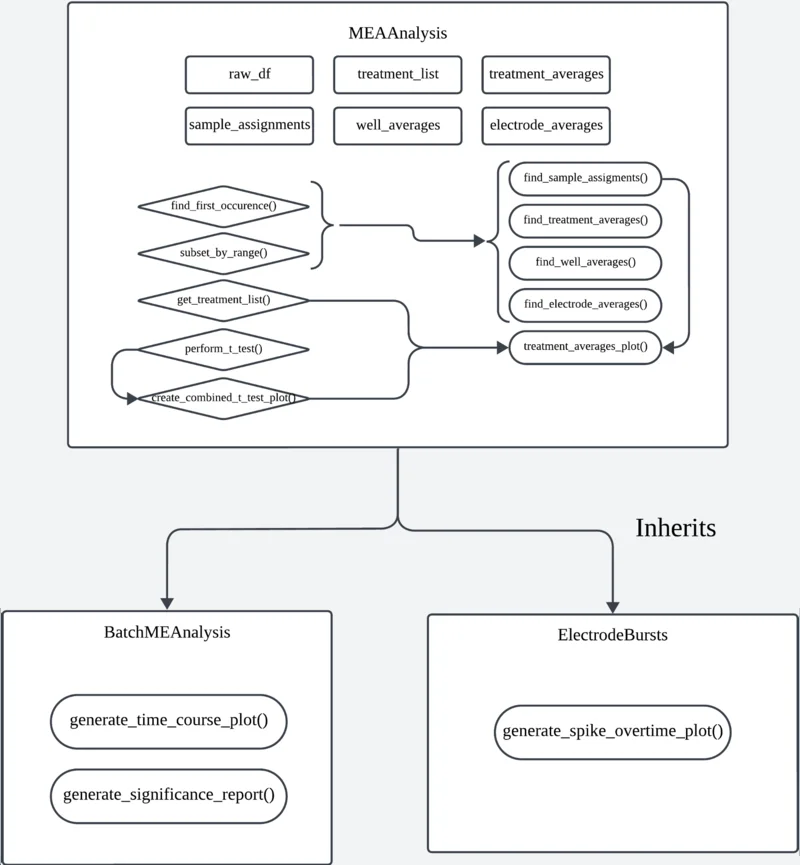 MEAAnalysis
raw_df
treatment_list
treatment_averages
sample_assignments
well_averages
electrode_averages
find_first_occurence()
subset_by_range()
get_treatment_list()
perform_t_test()
create_combined_t_test_plot()
find_sample_assigments()
find_treatment_averages()
find_well_averages()
find_electrode_averages()
treatment_averages_plot()
Inherits
BatchMEAnalysis
generate_time_course_plot()
generate_significance_report()
ElectrodeBursts
generate_spike_overtime_plot()